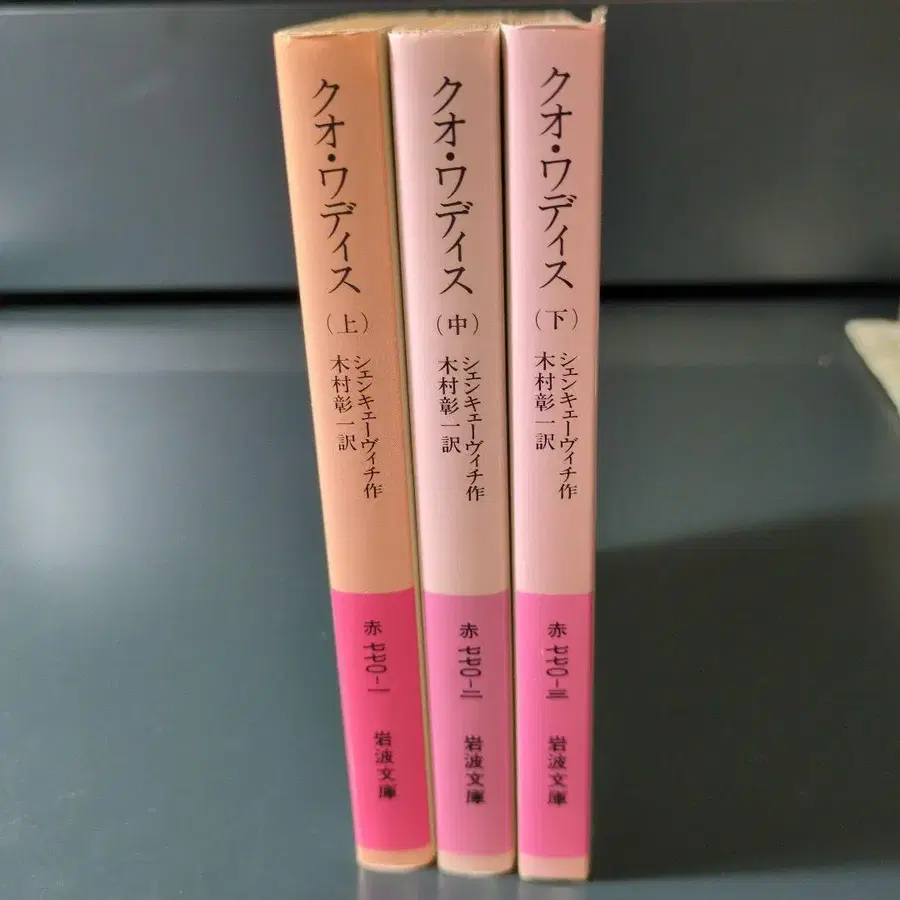 クオ・ワディス
（上）
シェンキェーヴィチ作
木村彰一訳
赤 七七〇-一
岩波文庫
クオ・ワディス
（中）
シェンキェーヴィチ作
木村彰一訳
赤 七七〇-二
岩波文庫
クオ・ワディス
（下）
シェンキェーヴィチ作
木村彰一訳
赤 七七〇-三
岩波文庫